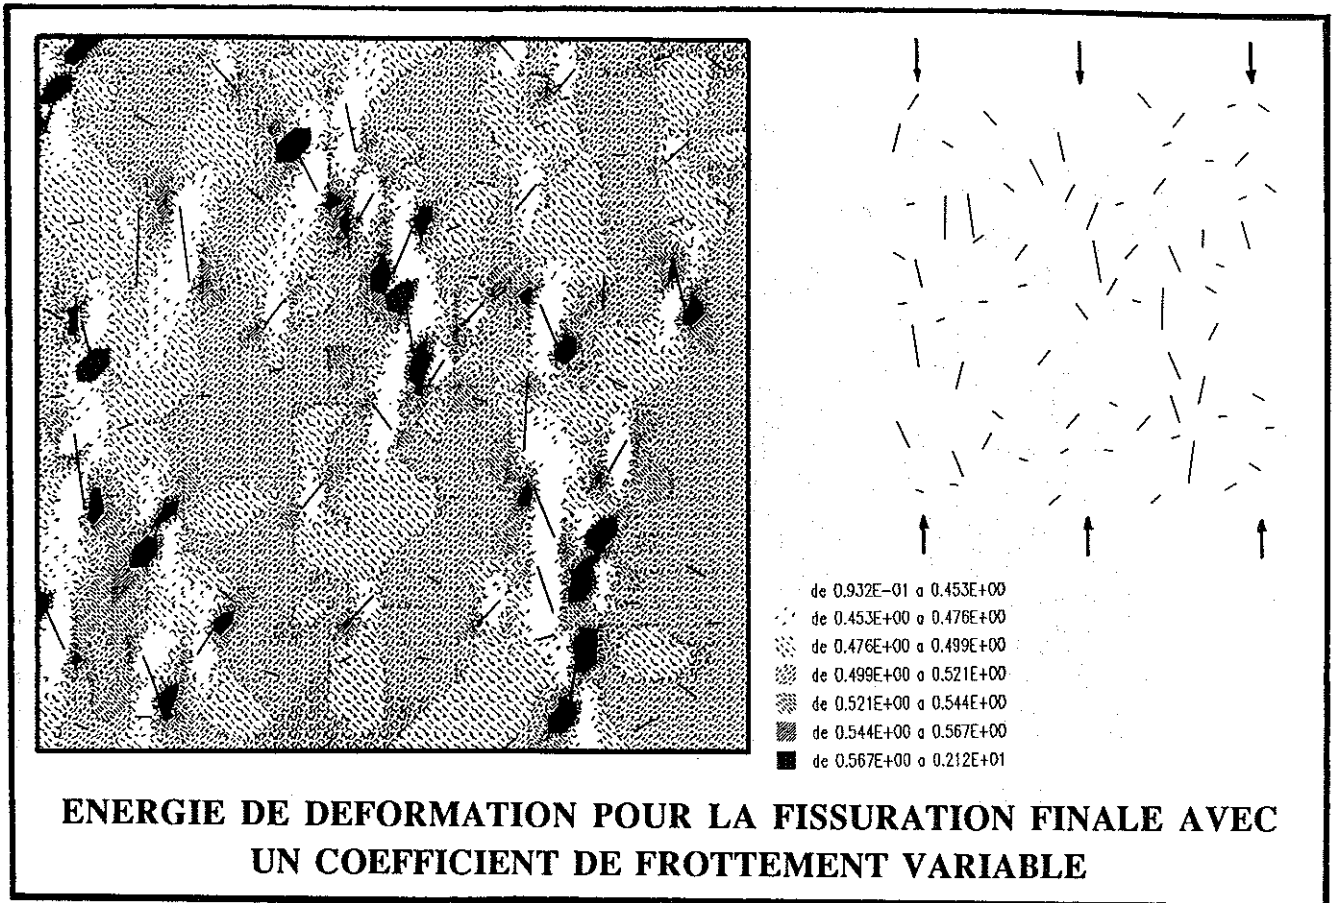 de 0.932E-01 a 0.453E+00
de 0.453E+00 a 0.476E+00
de 0.476E+00 a 0.499E+00
de 0.499E+00 a 0.521E+00
de 0.521E+00 a 0.544E+00
de 0.544E+00 a 0.567E+00
de 0.567E+00 a 0.212E+01
ENERGIE DE DEFORMATION POUR LA FISSURATION FINALE AVEC
UN COEFFICIENT DE FROTTEMENT VARIABLE